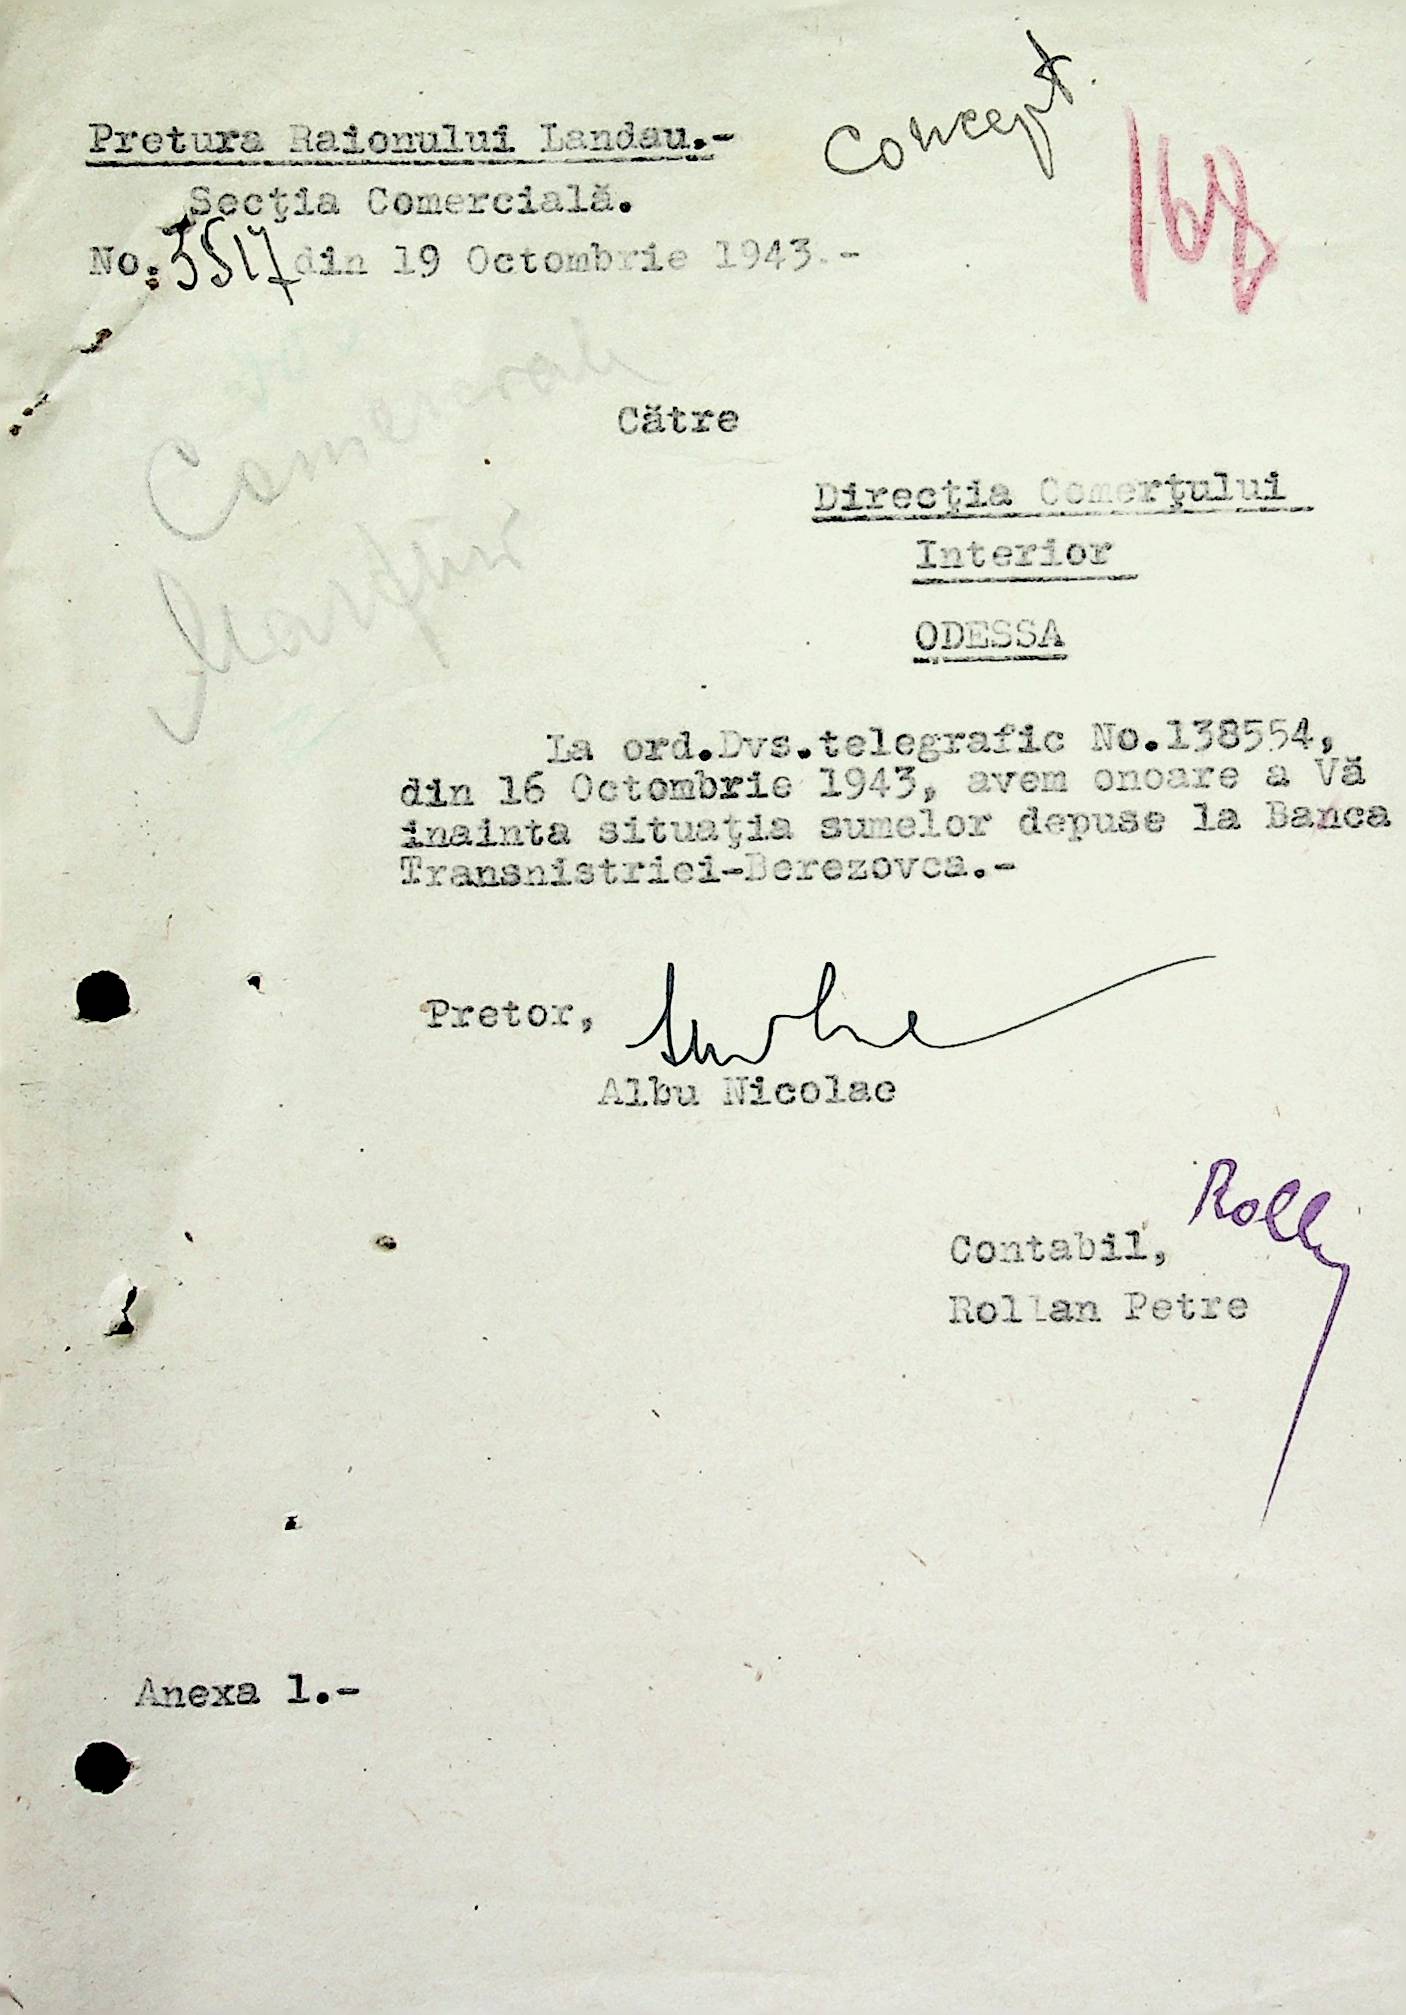 Concept.
168
Pretura Raionului Landau.-
Secţia Comercială.
No. 3517 din 19 Octombrie 1943.-
Comercial
Către
Direcţia Comerţului
Interior
ODESSA
La ord.Dvs.telegrafic No.138554,
din 16 Octombrie 1943, avem onoare a Vă
inainta situaţia sumelor depuse la Banca
Transnistriei-Berezovca.-
Pretor,
Albu Nicolae
Contabil,
Rollan Petre
Anexa 1.-